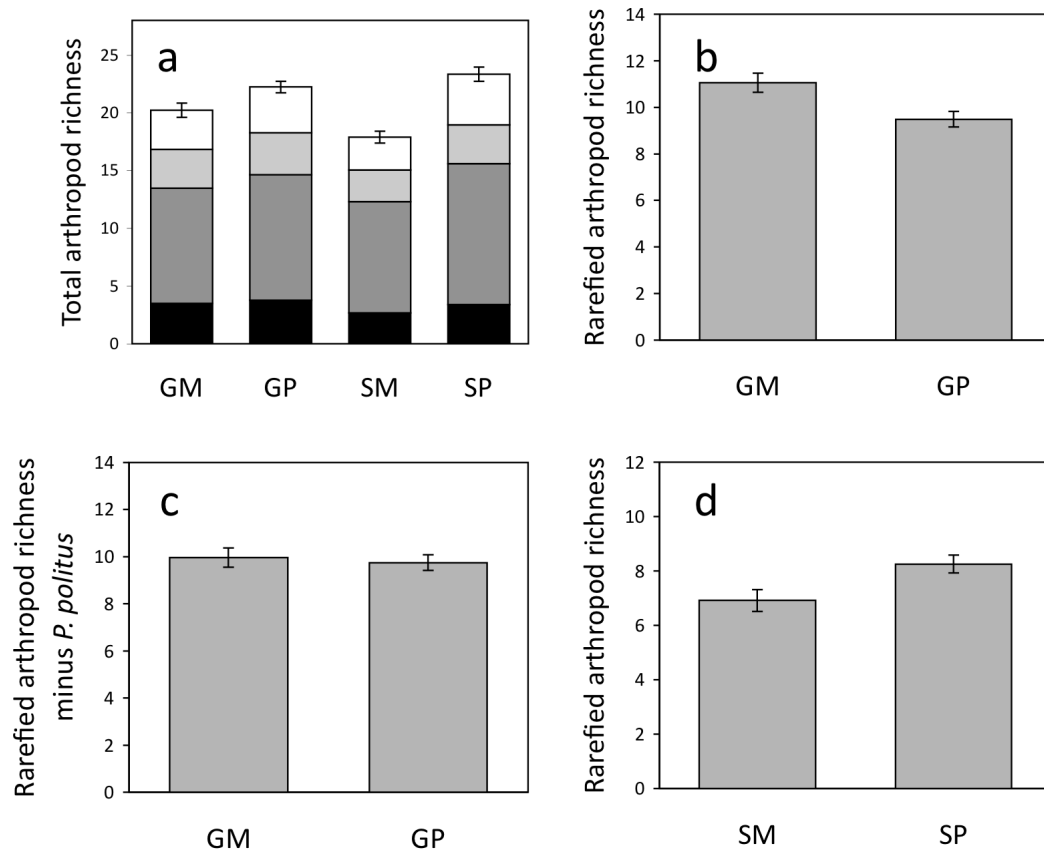 a
Total arthropod richness
25
20
15
10
5
0
GM GP SM SP
b
Rarefied arthropod richness
14
12
10
8
6
4
2
0
GM GP
c
Rarefied arthropod richness
minus P. politus
14
12
10
8
6
4
2
0
GM GP
d
Rarefied arthropod richness
12
10
8
6
4
2
0
SM SP